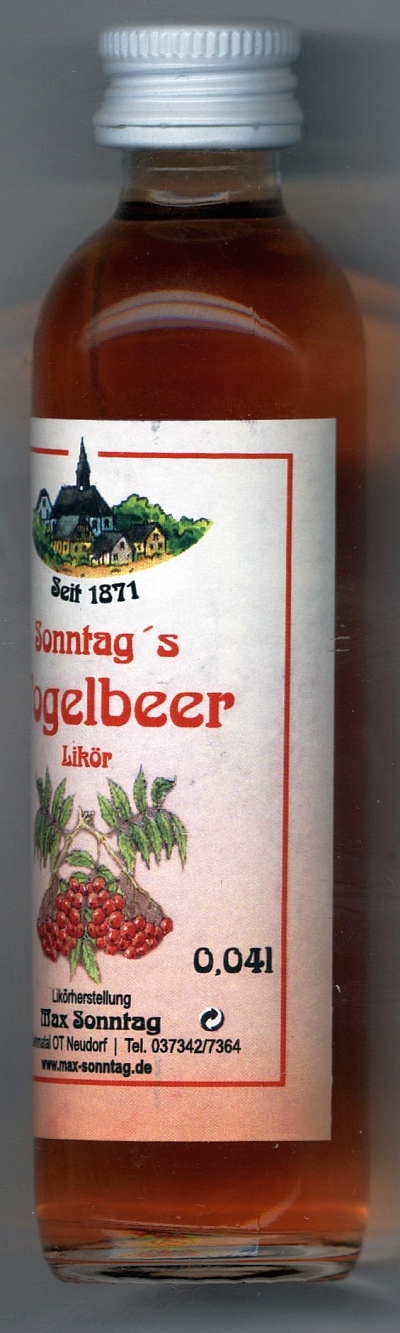 Seit 1871
Sonntag´s
ogelbeer
Likör
0,04l
Likörherstellung
Max Sonntag
matal OT Neudorf | Tel. 037342/7364
www.max-sonntag.de